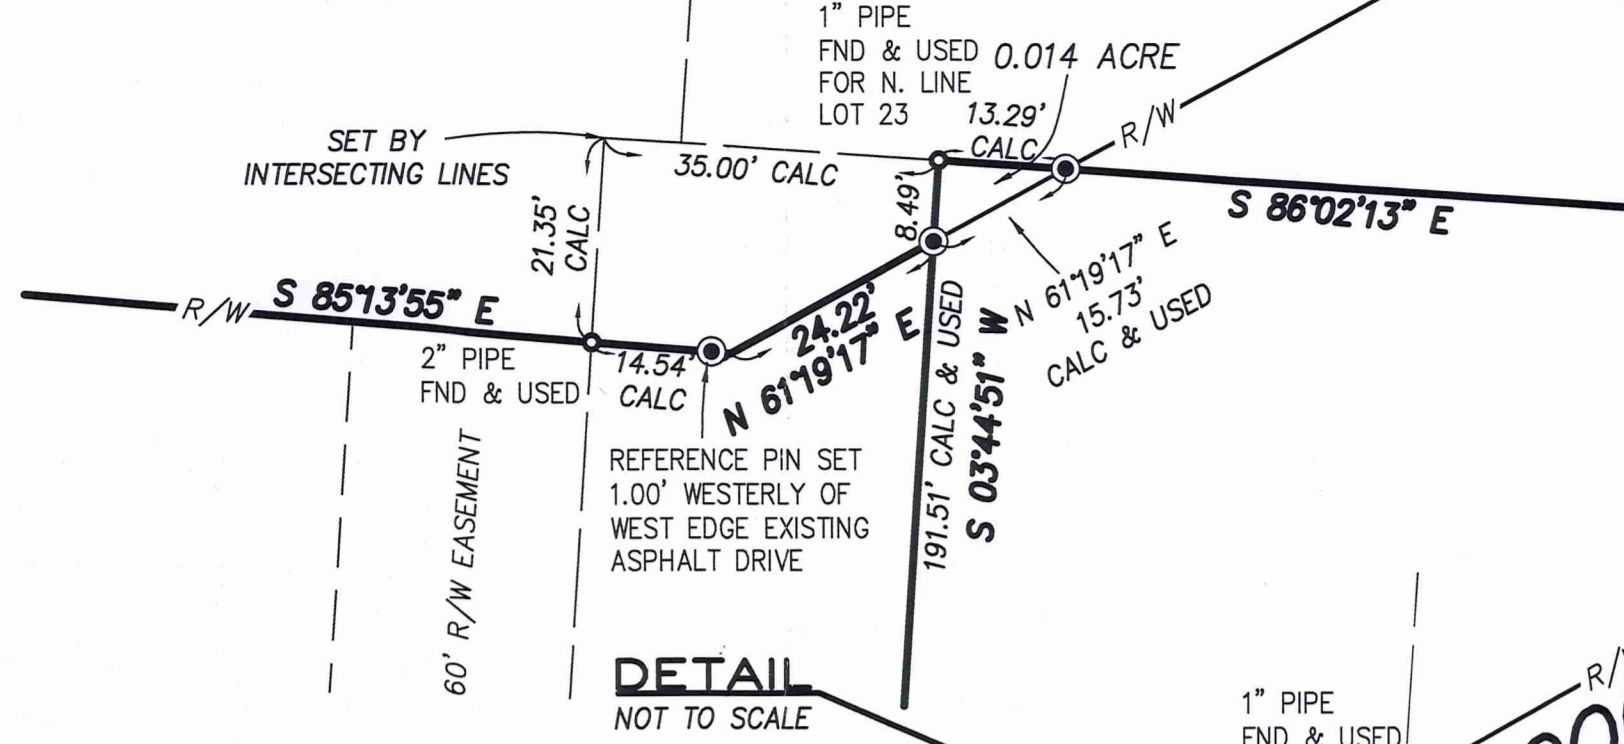 1" PIPE
FND & USED
FOR N. LINE
LOT 23
0.014 ACRE
13.29'
CALC
R/W
SET BY
INTERSECTING LINES
35.00' CALC
21.35'
CALC
8.49'
S 86°02'13" E
R/W
S 85°13'55" E
2" PIPE
FND & USED
14.54'
CALC
24.22'
N 61°19'17" E
N 61°19'17" E
15.73'
CALC & USED
191.51' CALC & USED
S 03°44'51" W
REFERENCE PIN SET
1.00' WESTERLY OF
WEST EDGE EXISTING
ASPHALT DRIVE
60' R/W EASEMENT
DETAIL
NOT TO SCALE
1" PIPE
FND & USED